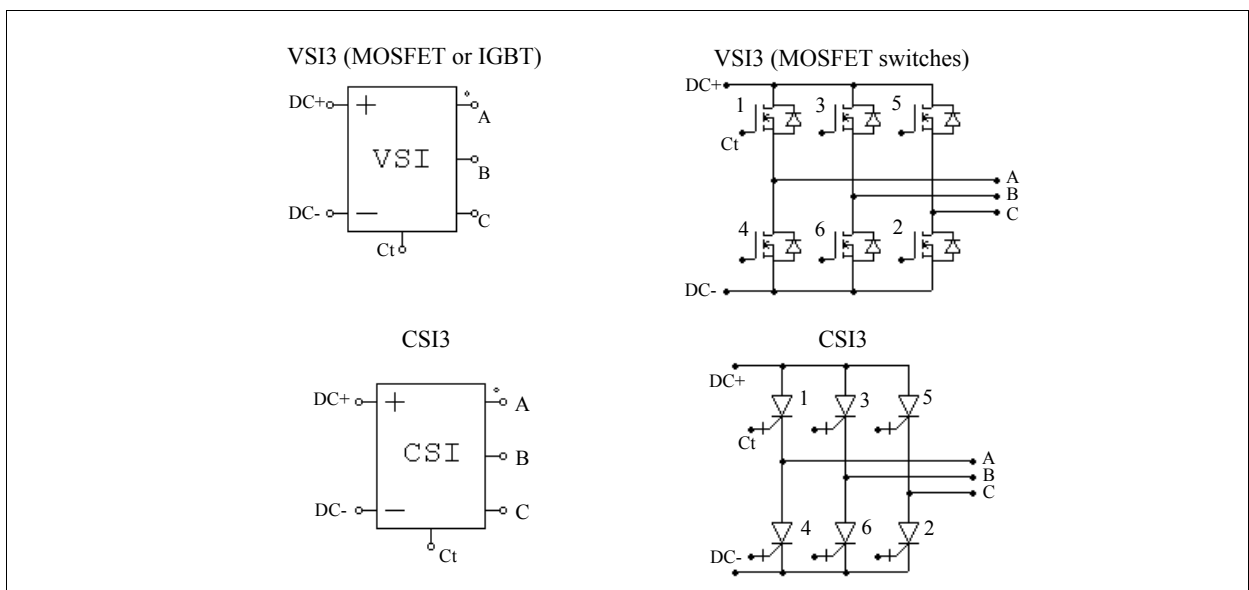 VSI3 (MOSFET or IGBT)
DC+
+
A
VSI
B
DC-
−
C
Ct
VSI3 (MOSFET switches)
DC+
1
3
5
Ct
A
B
C
4
6
2
DC-
CSI3
DC+
+
A
CSI
B
DC-
−
C
Ct
CSI3
DC+
1
3
5
Ct
A
B
C
4
6
2
DC-